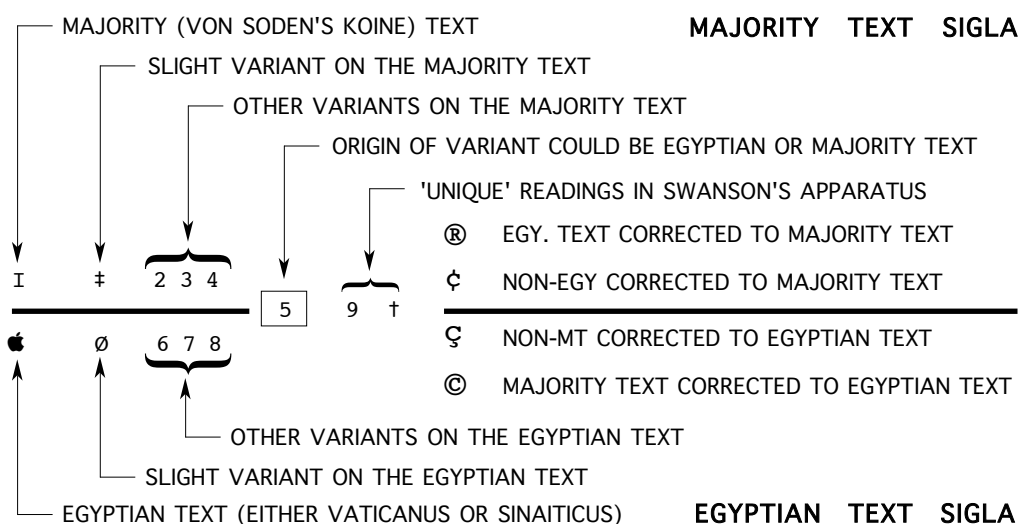 MAJORITY (VON SODEN'S KOINE) TEXT MAJORITY TEXT SIGLA
SLIGHT VARIANT ON THE MAJORITY TEXT
OTHER VARIANTS ON THE MAJORITY TEXT
ORIGIN OF VARIANT COULD BE EGYPTIAN OR MAJORITY TEXT
'UNIQUE' READINGS IN SWANSON'S APPARATUS
® EGY. TEXT CORRECTED TO MAJORITY TEXT
I ‡ 2 3 4 ¢ NON-EGY CORRECTED TO MAJORITY TEXT
5 9 †
Ø 6 7 8 Ç NON-MT CORRECTED TO EGYPTIAN TEXT
© MAJORITY TEXT CORRECTED TO EGYPTIAN TEXT
OTHER VARIANTS ON THE EGYPTIAN TEXT
SLIGHT VARIANT ON THE EGYPTIAN TEXT
EGYPTIAN TEXT (EITHER VATICANUS OR SINAITICUS) EGYPTIAN TEXT SIGLA